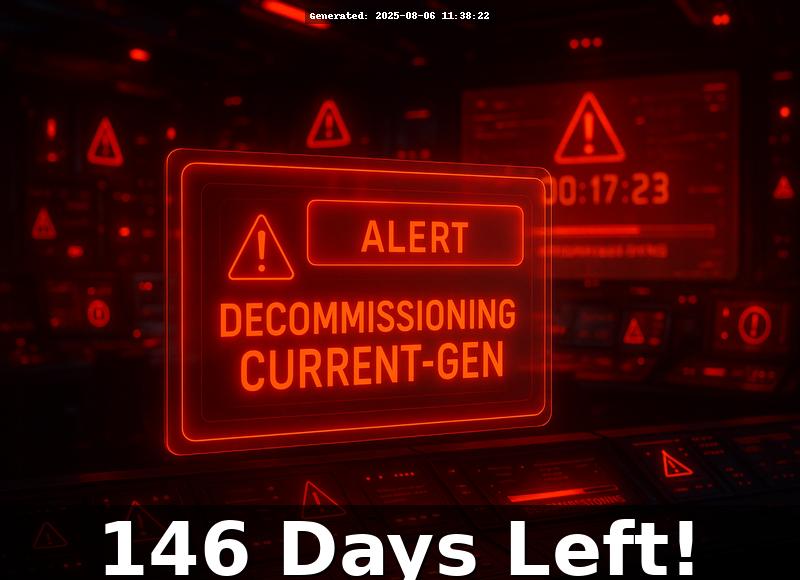 Generated: 2025-08-06 11:38:22
00:17:23
ALERT
DECOMMISSIONING
CURRENT-GEN
146 Days Left!